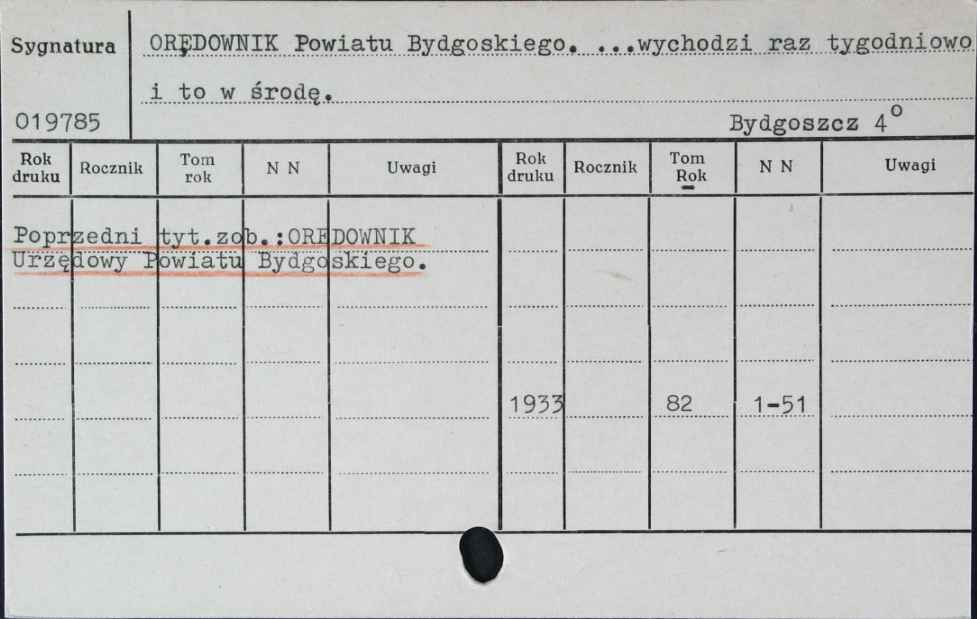 Sygnatura
ORĘDOWNIK Powiatu Bydgoskiego. ...wychodzi raz tygodniowo
i to w środę.
019785
Bydgoszcz 4°
Rok druku Rocznik Tom rok N N Uwagi Rok druku Rocznik Tom Rok N N Uwagi
Poprzedni tyt.zob.:ORĘDOWNIK
Urzędowy Powiatu Bydgoskiego.
1933 82 1-51